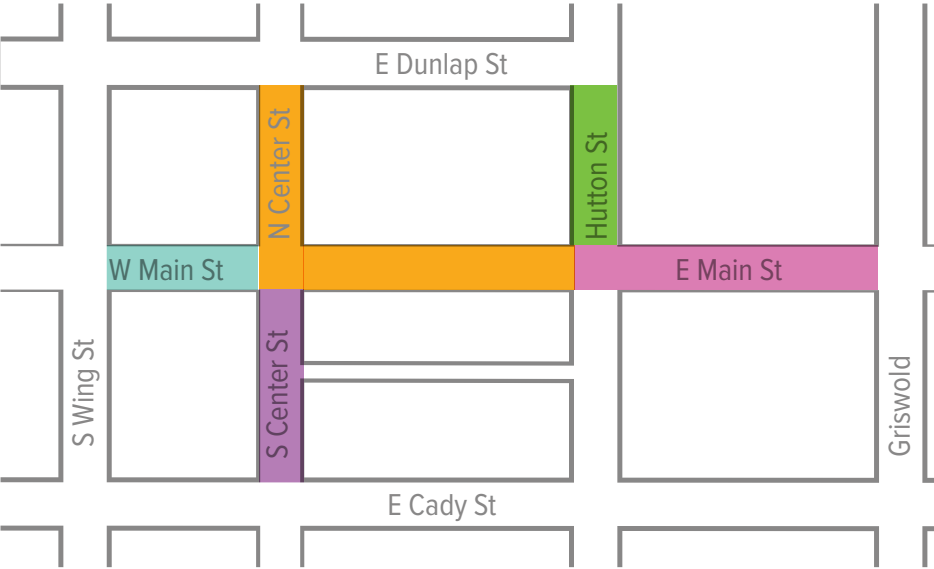 E Dunlap St
N Center St
Hutton St
W Main St
E Main St
S Wing St
S Center St
Griswold
E Cady St